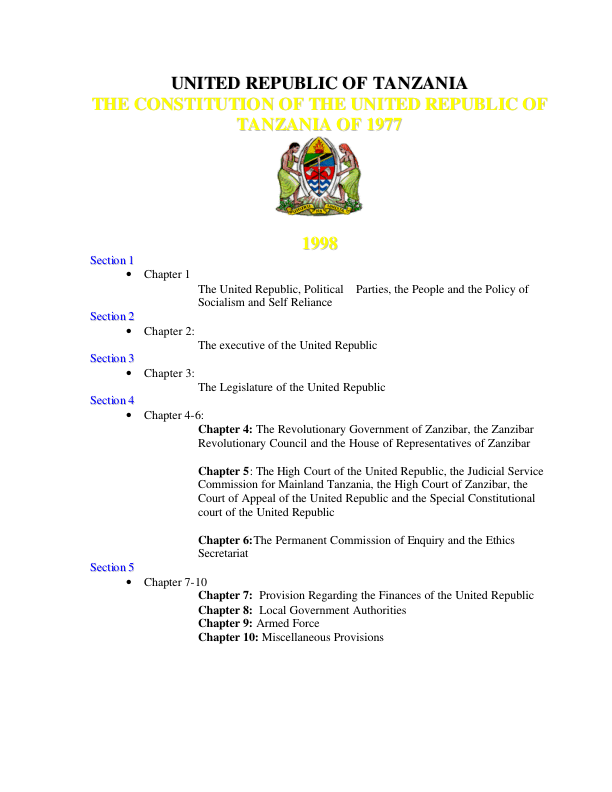 UNITED REPUBLIC OF TANZANIA
THE CONSTITUTION OF THE UNITED REPUBLIC OF
TANZANIA OF 1977
1998
Section 1
• Chapter 1
The United Republic, Political Parties, the People and the Policy of
Socialism and Self Reliance
Section 2
• Chapter 2:
The executive of the United Republic
Section 3
• Chapter 3:
The Legislature of the United Republic
Section 4
• Chapter 4-6:
Chapter 4: The Revolutionary Government of Zanzibar, the Zanzibar
Revolutionary Council and the House of Representatives of Zanzibar
Chapter 5: The High Court of the United Republic, the Judicial Service
Commission for Mainland Tanzania, the High Court of Zanzibar, the
Court of Appeal of the United Republic and the Special Constitutional
court of the United Republic
Chapter 6:The Permanent Commission of Enquiry and the Ethics
Secretariat
Section 5
• Chapter 7-10
Chapter 7: Provision Regarding the Finances of the United Republic
Chapter 8: Local Government Authorities
Chapter 9: Armed Force
Chapter 10: Miscellaneous Provisions